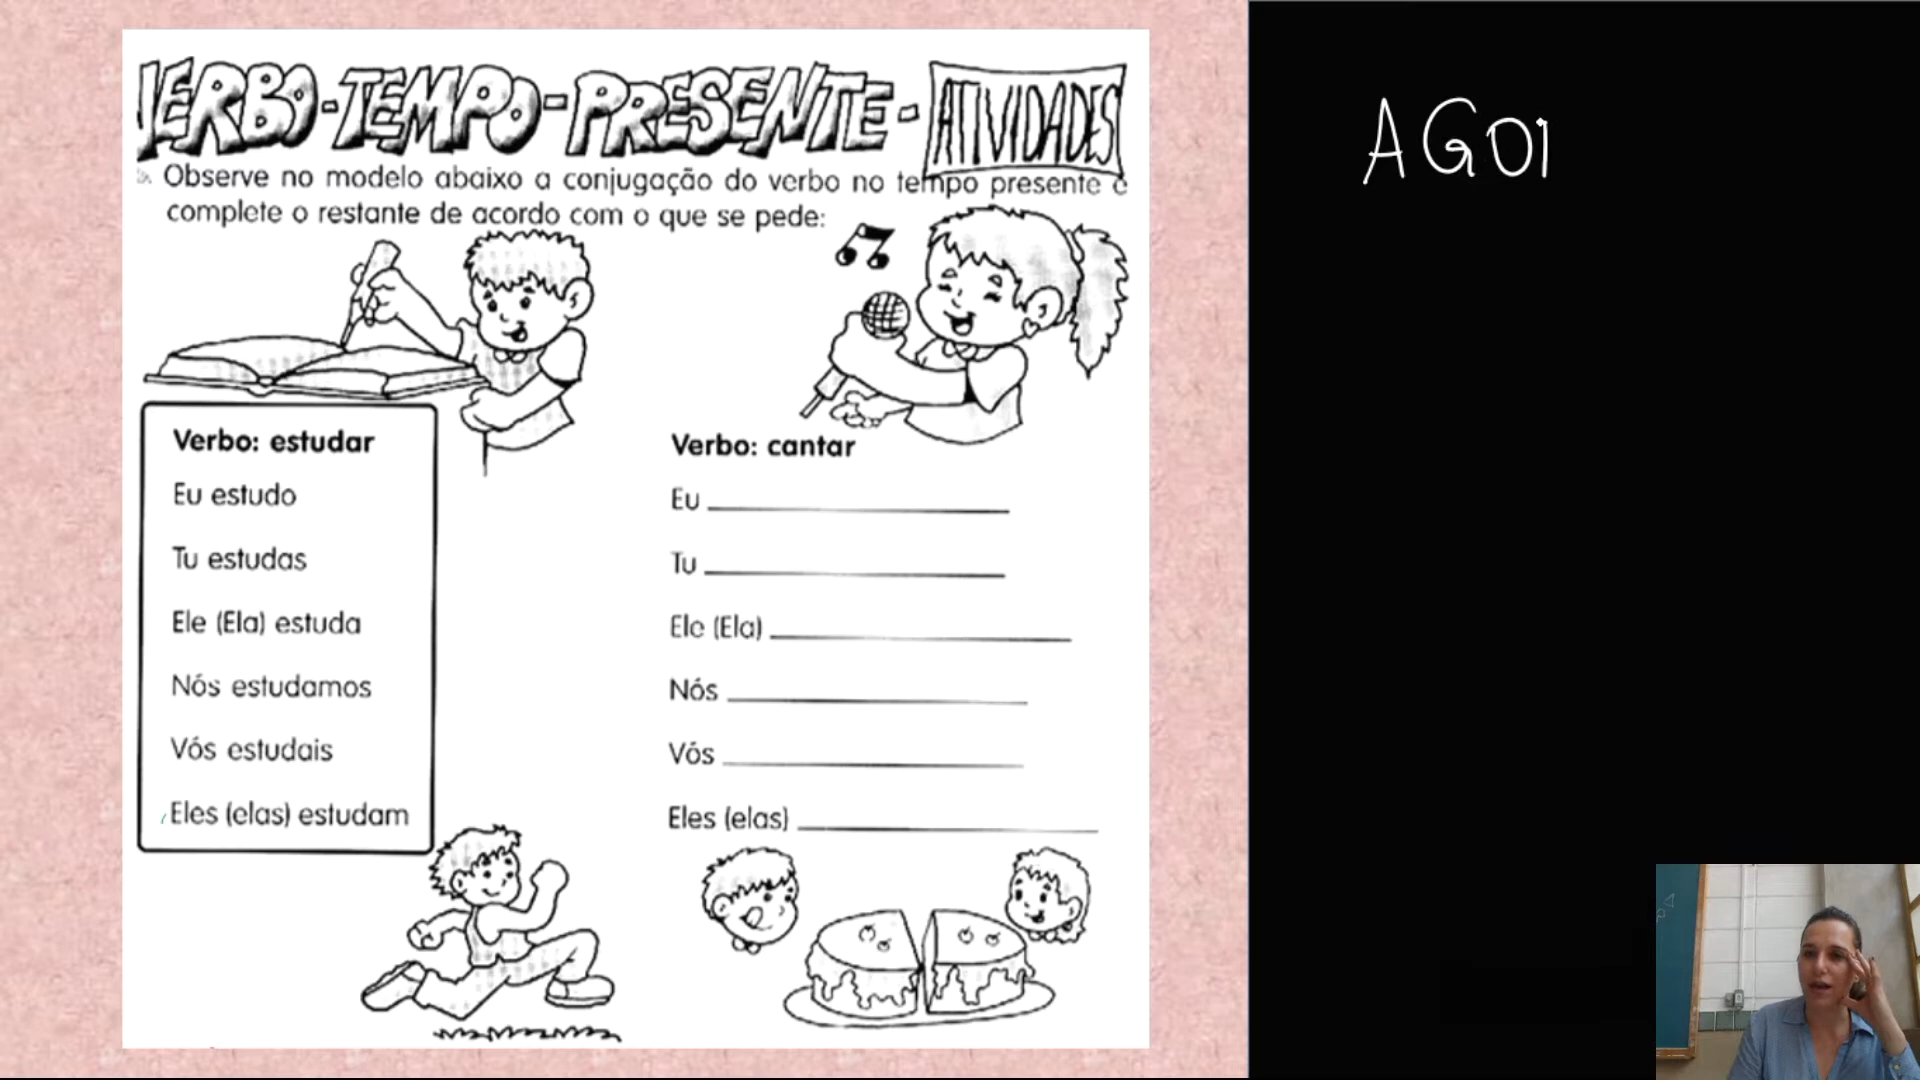 VERBO-TEMPO-PRESENTE-ATIVIDADES
Observe no modelo abaixo a conjugação do verbo no tempo presente e
complete o restante de acordo com o que se pede:
Verbo: estudar
Eu estudo
Tu estudas
Ele (Ela) estuda
Nós estudamos
Vós estudais
Eles (elas) estudam
Verbo: cantar
Eu
Tu
Ele (Ela)
Nós
Vós
Eles (elas)